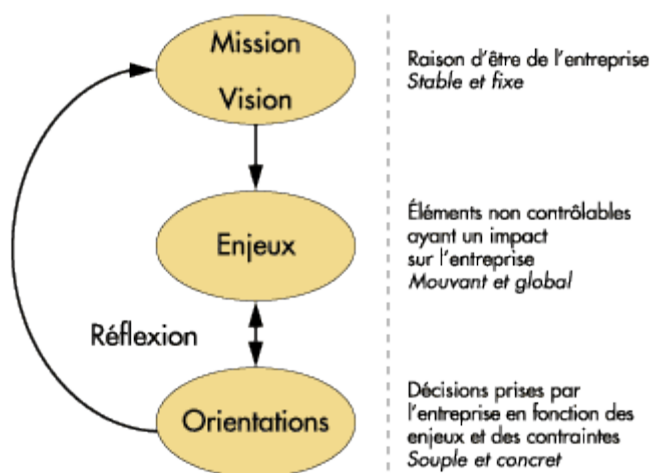 Mission
Vision
Raison d'être de l'entreprise
Stable et fixe
Enjeux
Éléments non contrôlables
ayant un impact
sur l'entreprise
Mouvant et global
Réflexion
Orientations
Décisions prises par
l'entreprise en fonction des
enjeux et des contraintes
Souple et concret